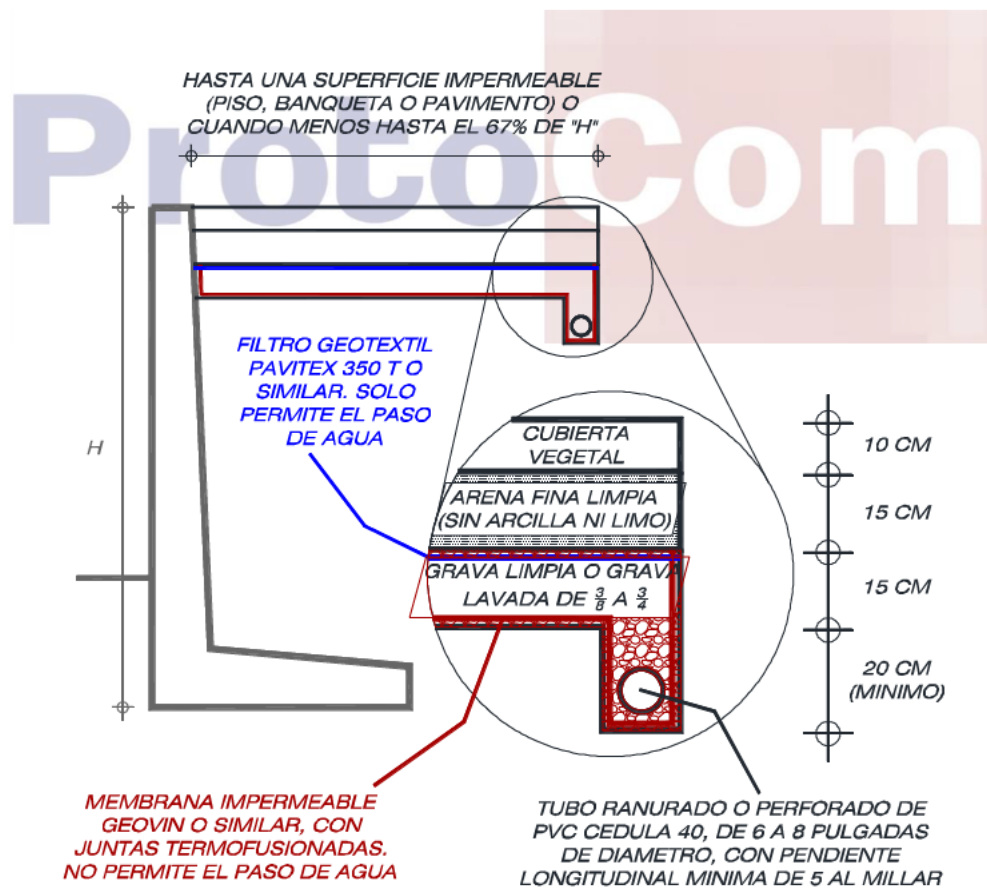 ProtoCom
HASTA UNA SUPERFICIE IMPERMEABLE
(PISO, BANQUETA O PAVIMENTO) O
CUANDO MENOS HASTA EL 67% DE "H"
FILTRO GEOTEXTIL
PAVITEX 350 T O
SIMILAR. SOLO
PERMITE EL PASO
DE AGUA
H
CUBIERTA
VEGETAL
ARENA FINA LIMPIA
(SIN ARCILLA NI LIMO)
GRAVA LIMPIA O GRAVA
LAVADA DE 3/8 A 3/4
10 CM
15 CM
15 CM
20 CM
(MINIMO)
MEMBRANA IMPERMEABLE
GEOVIN O SIMILAR, CON
JUNTAS TERMOFUSIONADAS.
NO PERMITE EL PASO DE AGUA
TUBO RANURADO O PERFORADO DE
PVC CEDULA 40, DE 6 A 8 PULGADAS
DE DIAMETRO, CON PENDIENTE
LONGITUDINAL MINIMA DE 5 AL MILLAR